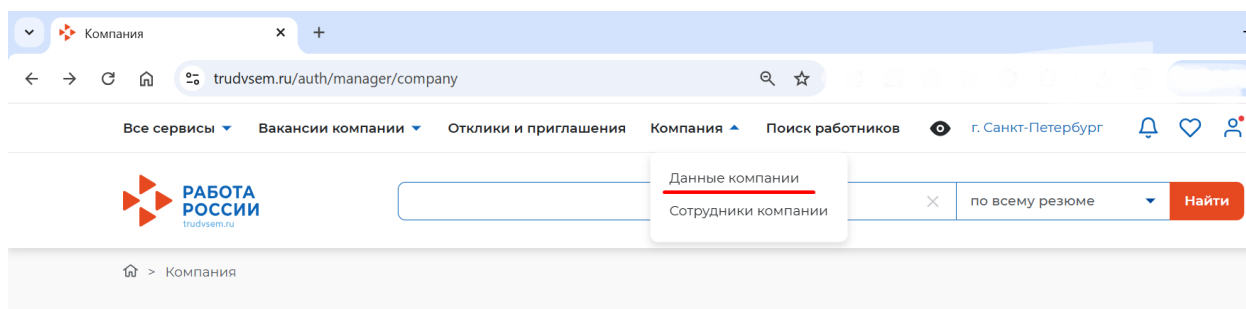 Компания
trudvsem.ru/auth/manager/company
Все сервисы Вакансии компании Отклики и приглашения Компания Поиск работников г. Санкт-Петербург
Данные компании
Сотрудники компании
РАБОТА
РОССИИ
trudvsem.ru
по всему резюме Найти
> Компания